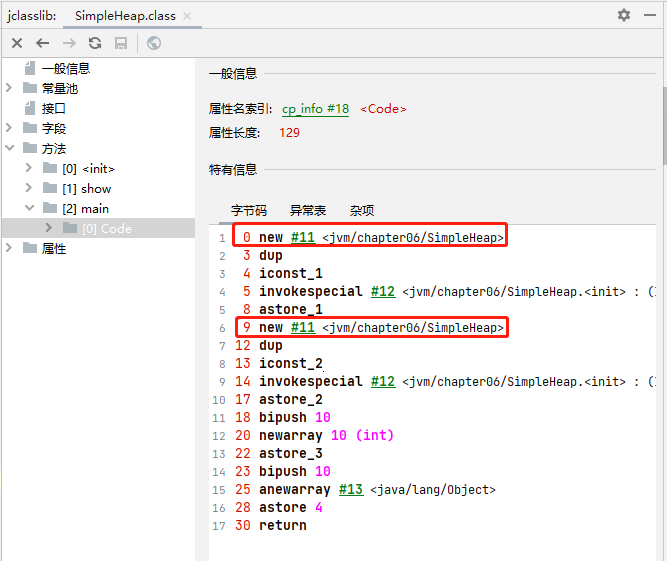 jclasslib: SimpleHeap.class
一般信息
常量池
接口
字段
方法
[0] <init>
[1] show
[2] main
[0] Code
属性
一般信息
属性名索引: cp_info #18 <Code>
属性长度: 129
特有信息
字节码 异常表 杂项
1 0 new #11 <jvm/chapter06/SimpleHeap>
2 3 dup
3 4 iconst_1
4 5 invokespecial #12 <jvm/chapter06/SimpleHeap.<init> : (I
5 8 astore_1
6 9 new #11 <jvm/chapter06/SimpleHeap>
7 12 dup
8 13 iconst_2
9 14 invokespecial #12 <jvm/chapter06/SimpleHeap.<init> : (I
10 17 astore_2
11 18 bipush 10
12 20 newarray 10 (int)
13 22 astore_3
14 23 bipush 10
15 25 anewarray #13 <java/lang/Object>
16 28 astore 4
17 30 return